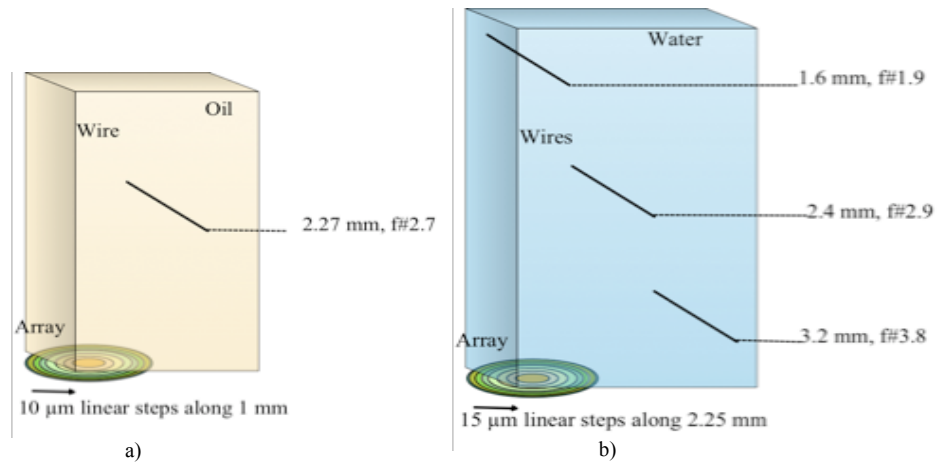 Oil
Wire
2.27 mm, f#2.7
Array
10 μm linear steps along 1 mm
a)
Water
1.6 mm, f#1.9
Wires
2.4 mm, f#2.9
3.2 mm, f#3.8
Array
15 μm linear steps along 2.25 mm
b)